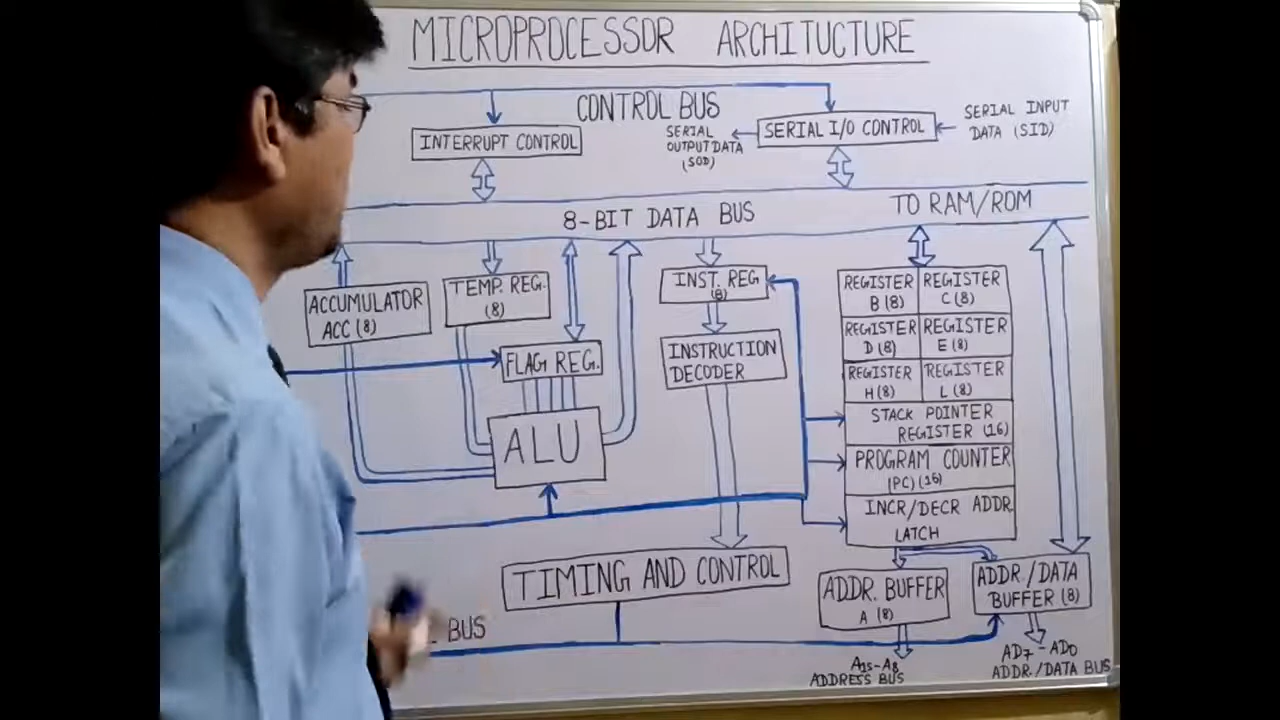 MICROPROCESSOR ARCHITUCTURE
CONTROL BUS
INTERRUPT CONTROL
SERIAL
OUTPUT DATA
(SOD)
SERIAL I/O CONTROL
SERIAL INPUT
DATA (SID)
8-BIT DATA BUS
TO RAM/ROM
ACCUMULATOR
ACC (8)
TEMP. REG.
(8)
FLAG REG.
ALU
INST. REG
(8)
INSTRUCTION
DECODER
REGISTER
B (8)
REGISTER
C (8)
REGISTER
D (8)
REGISTER
E (8)
REGISTER
H (8)
REGISTER
L (8)
STACK POINTER
REGISTER (16)
PROGRAM COUNTER
(PC) (16)
INCR/DECR ADDR.
LATCH
TIMING AND CONTROL
ADDR. BUFFER
A (8)
ADDR./DATA
BUFFER (8)
BUS
A15-A8
ADDRESS BUS
AD7-AD0
ADDR./DATA BUS